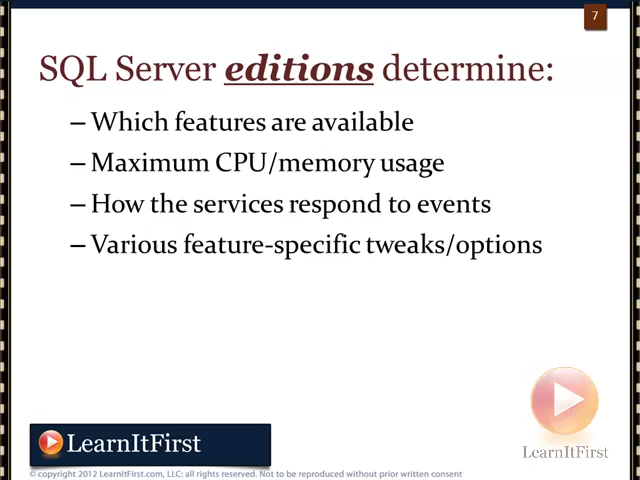 7
SQL Server editions determine:
– Which features are available
– Maximum CPU/memory usage
– How the services respond to events
– Various feature-specific tweaks/options
LearnItFirst
LearnItFirst
© copyright 2012 LearnItFirst.com, LLC: all rights reserved. Not to be reproduced without prior written consent